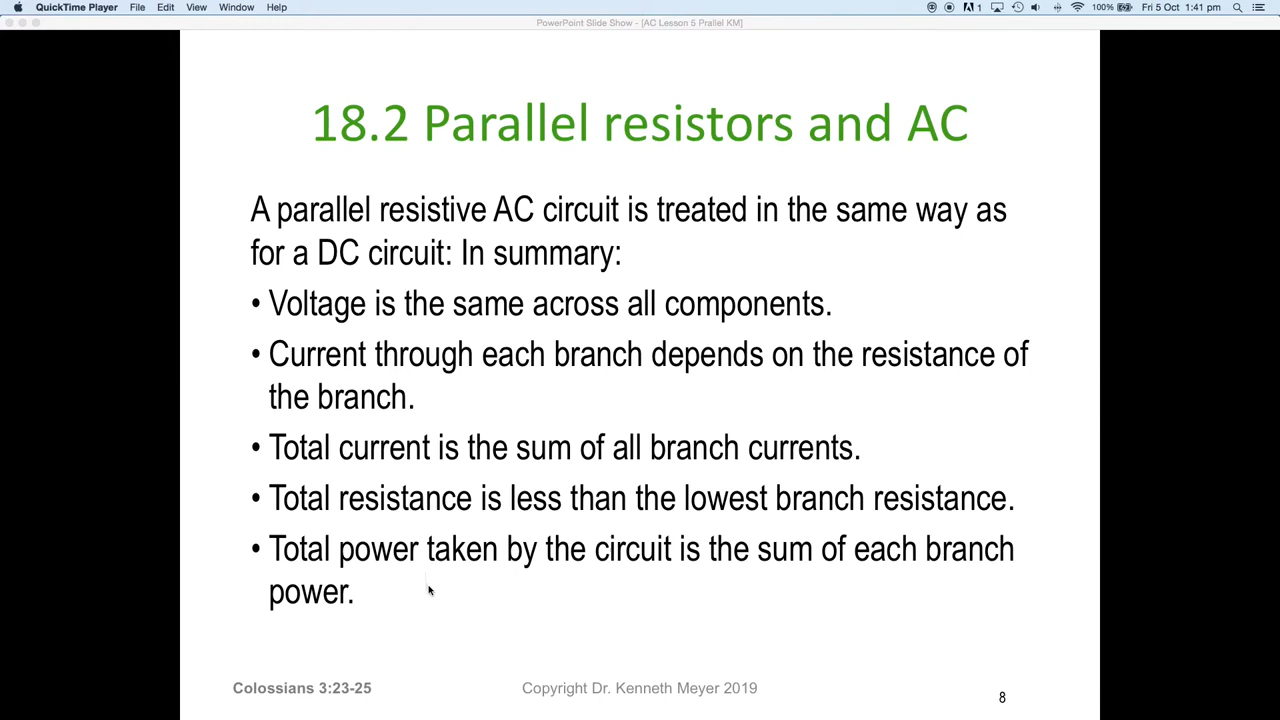 QuickTime Player File Edit View Window Help 1 100% Fri 5 Oct 1:41 pm
PowerPoint Slide Show - [AC Lesson 5 Prallel KM]
18.2 Parallel resistors and AC
A parallel resistive AC circuit is treated in the same way as
for a DC circuit: In summary:
• Voltage is the same across all components.
• Current through each branch depends on the resistance of
the branch.
• Total current is the sum of all branch currents.
• Total resistance is less than the lowest branch resistance.
• Total power taken by the circuit is the sum of each branch
power.
Colossians 3:23-25 Copyright Dr. Kenneth Meyer 2019 8